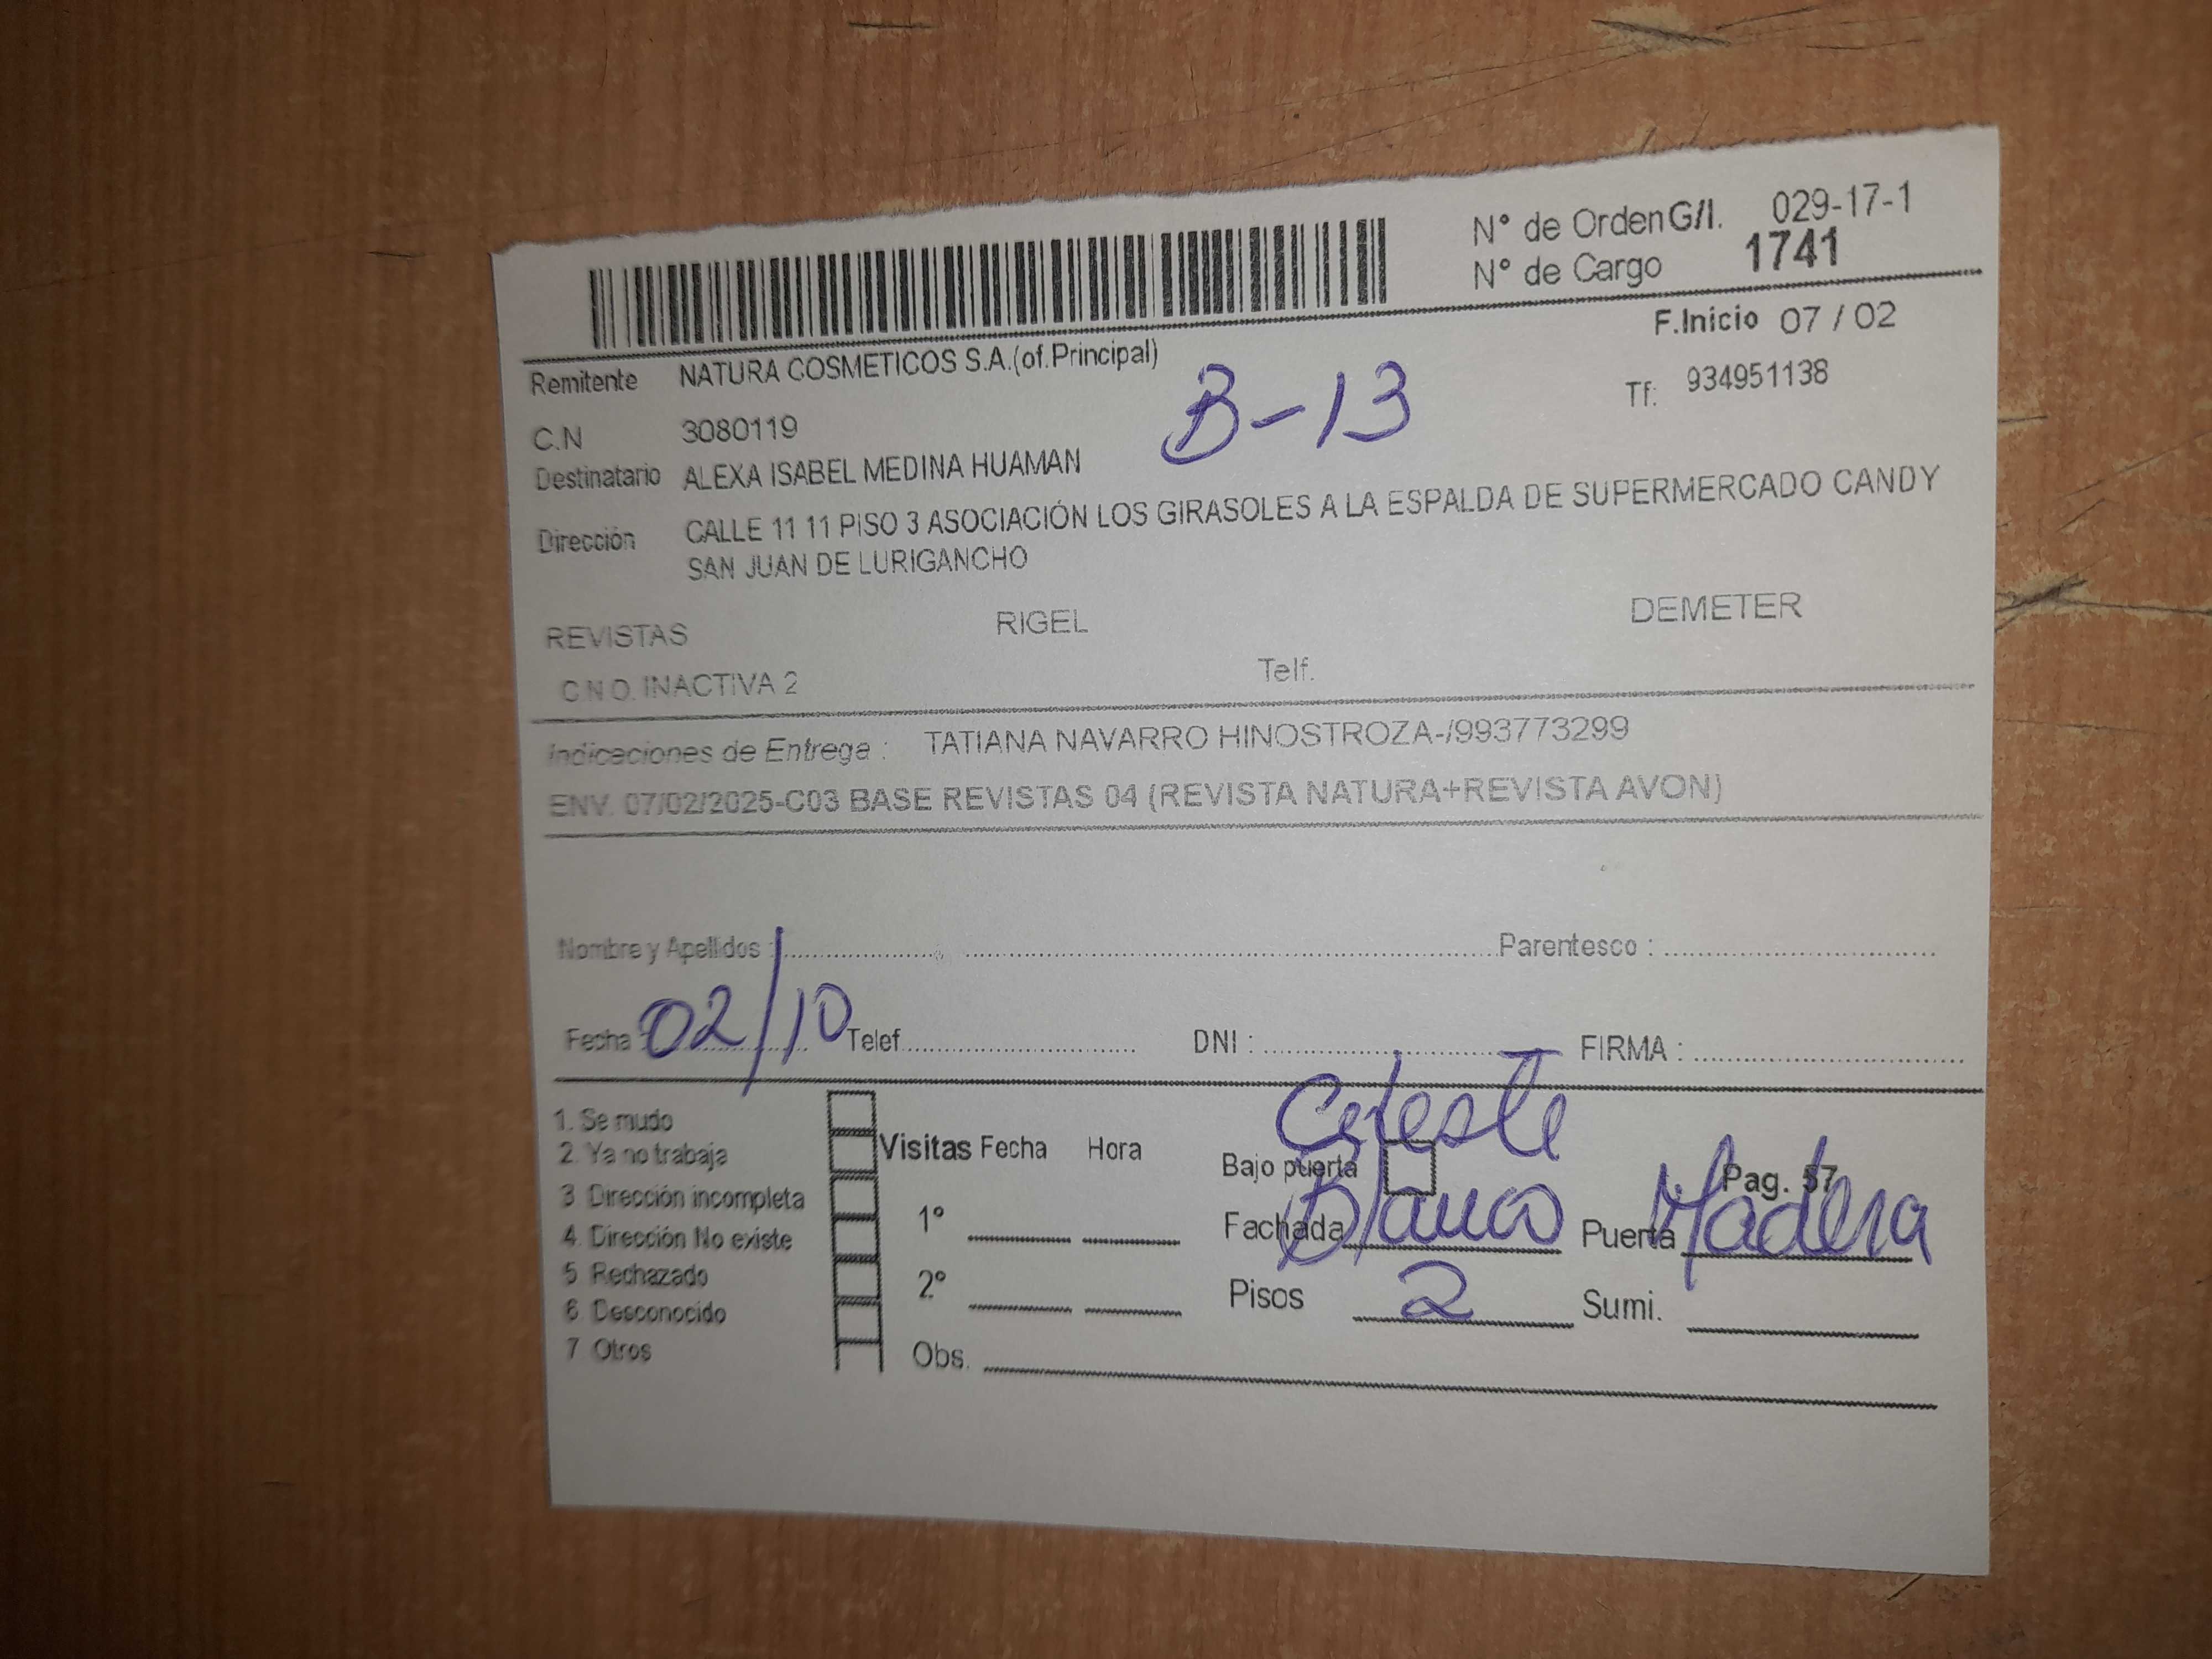 N° de Orden G/I. 029-17-1
N° de Cargo 1741
F.Inicio 07 / 02
Remitente NATURA COSMETICOS S.A.(of.Principal)
Tf: 934951138
B-13
C.N 3080119
Destinatario ALEXA ISABEL MEDINA HUAMAN
Dirección CALLE 11 11 PISO 3 ASOCIACIÓN LOS GIRASOLES A LA ESPALDA DE SUPERMERCADO CANDY
SAN JUAN DE LURIGANCHO
REVISTAS RIGEL DEMETER
C.N O. INACTIVA 2 Telf.
Indicaciones de Entrega : TATIANA NAVARRO HINOSTROZA-/993773299
ENV. 07/02/2025-C03 BASE REVISTAS 04 (REVISTA NATURA+REVISTA AVON)
Nombre y Apellidos : Parentesco :
Fecha : 02/10 Telef DNI : FIRMA :
Celeste
1. Se mudo
2. Ya no trabaja
3 Dirección incompleta
4. Dirección No existe
5 Rechazado
6 Desconocido
7 Otros
Visitas Fecha Hora
1°
2°
Obs.
Bajo puerta Pag. 57
Fachada Blanco Puerta Madera
Pisos 2 Sumi.